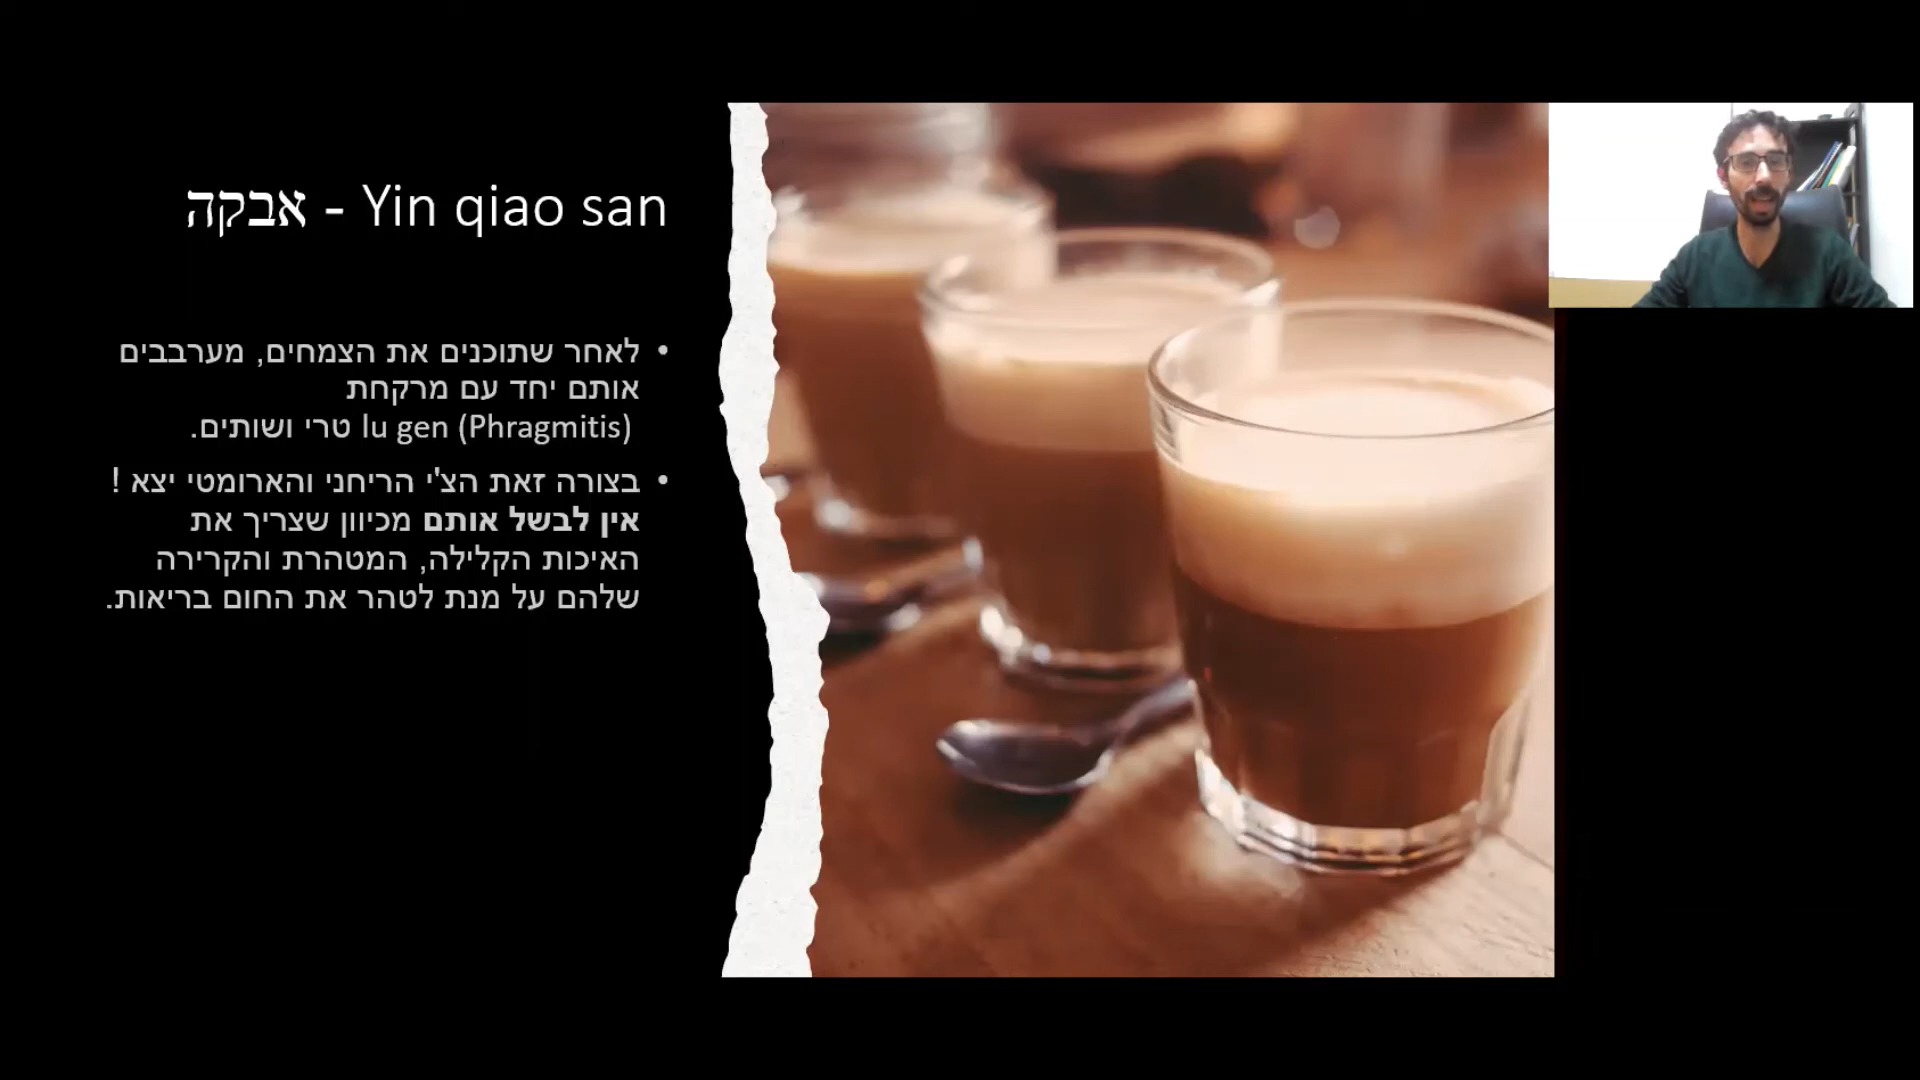 Yin qiao san - אבקה
• לאחר שתוכנים את הצמחים, מערבבים
אותם יחד עם מרקחת
lu gen (Phragmitis) טרי ושותים.
• בצורה זאת הצ'י הריחני והארומטי יצא !
אין לבשל אותם מכיוון שצריך את
האיכות הקלילה, המטהרת והקרירה
שלהם על מנת לטהר את החום בריאות.